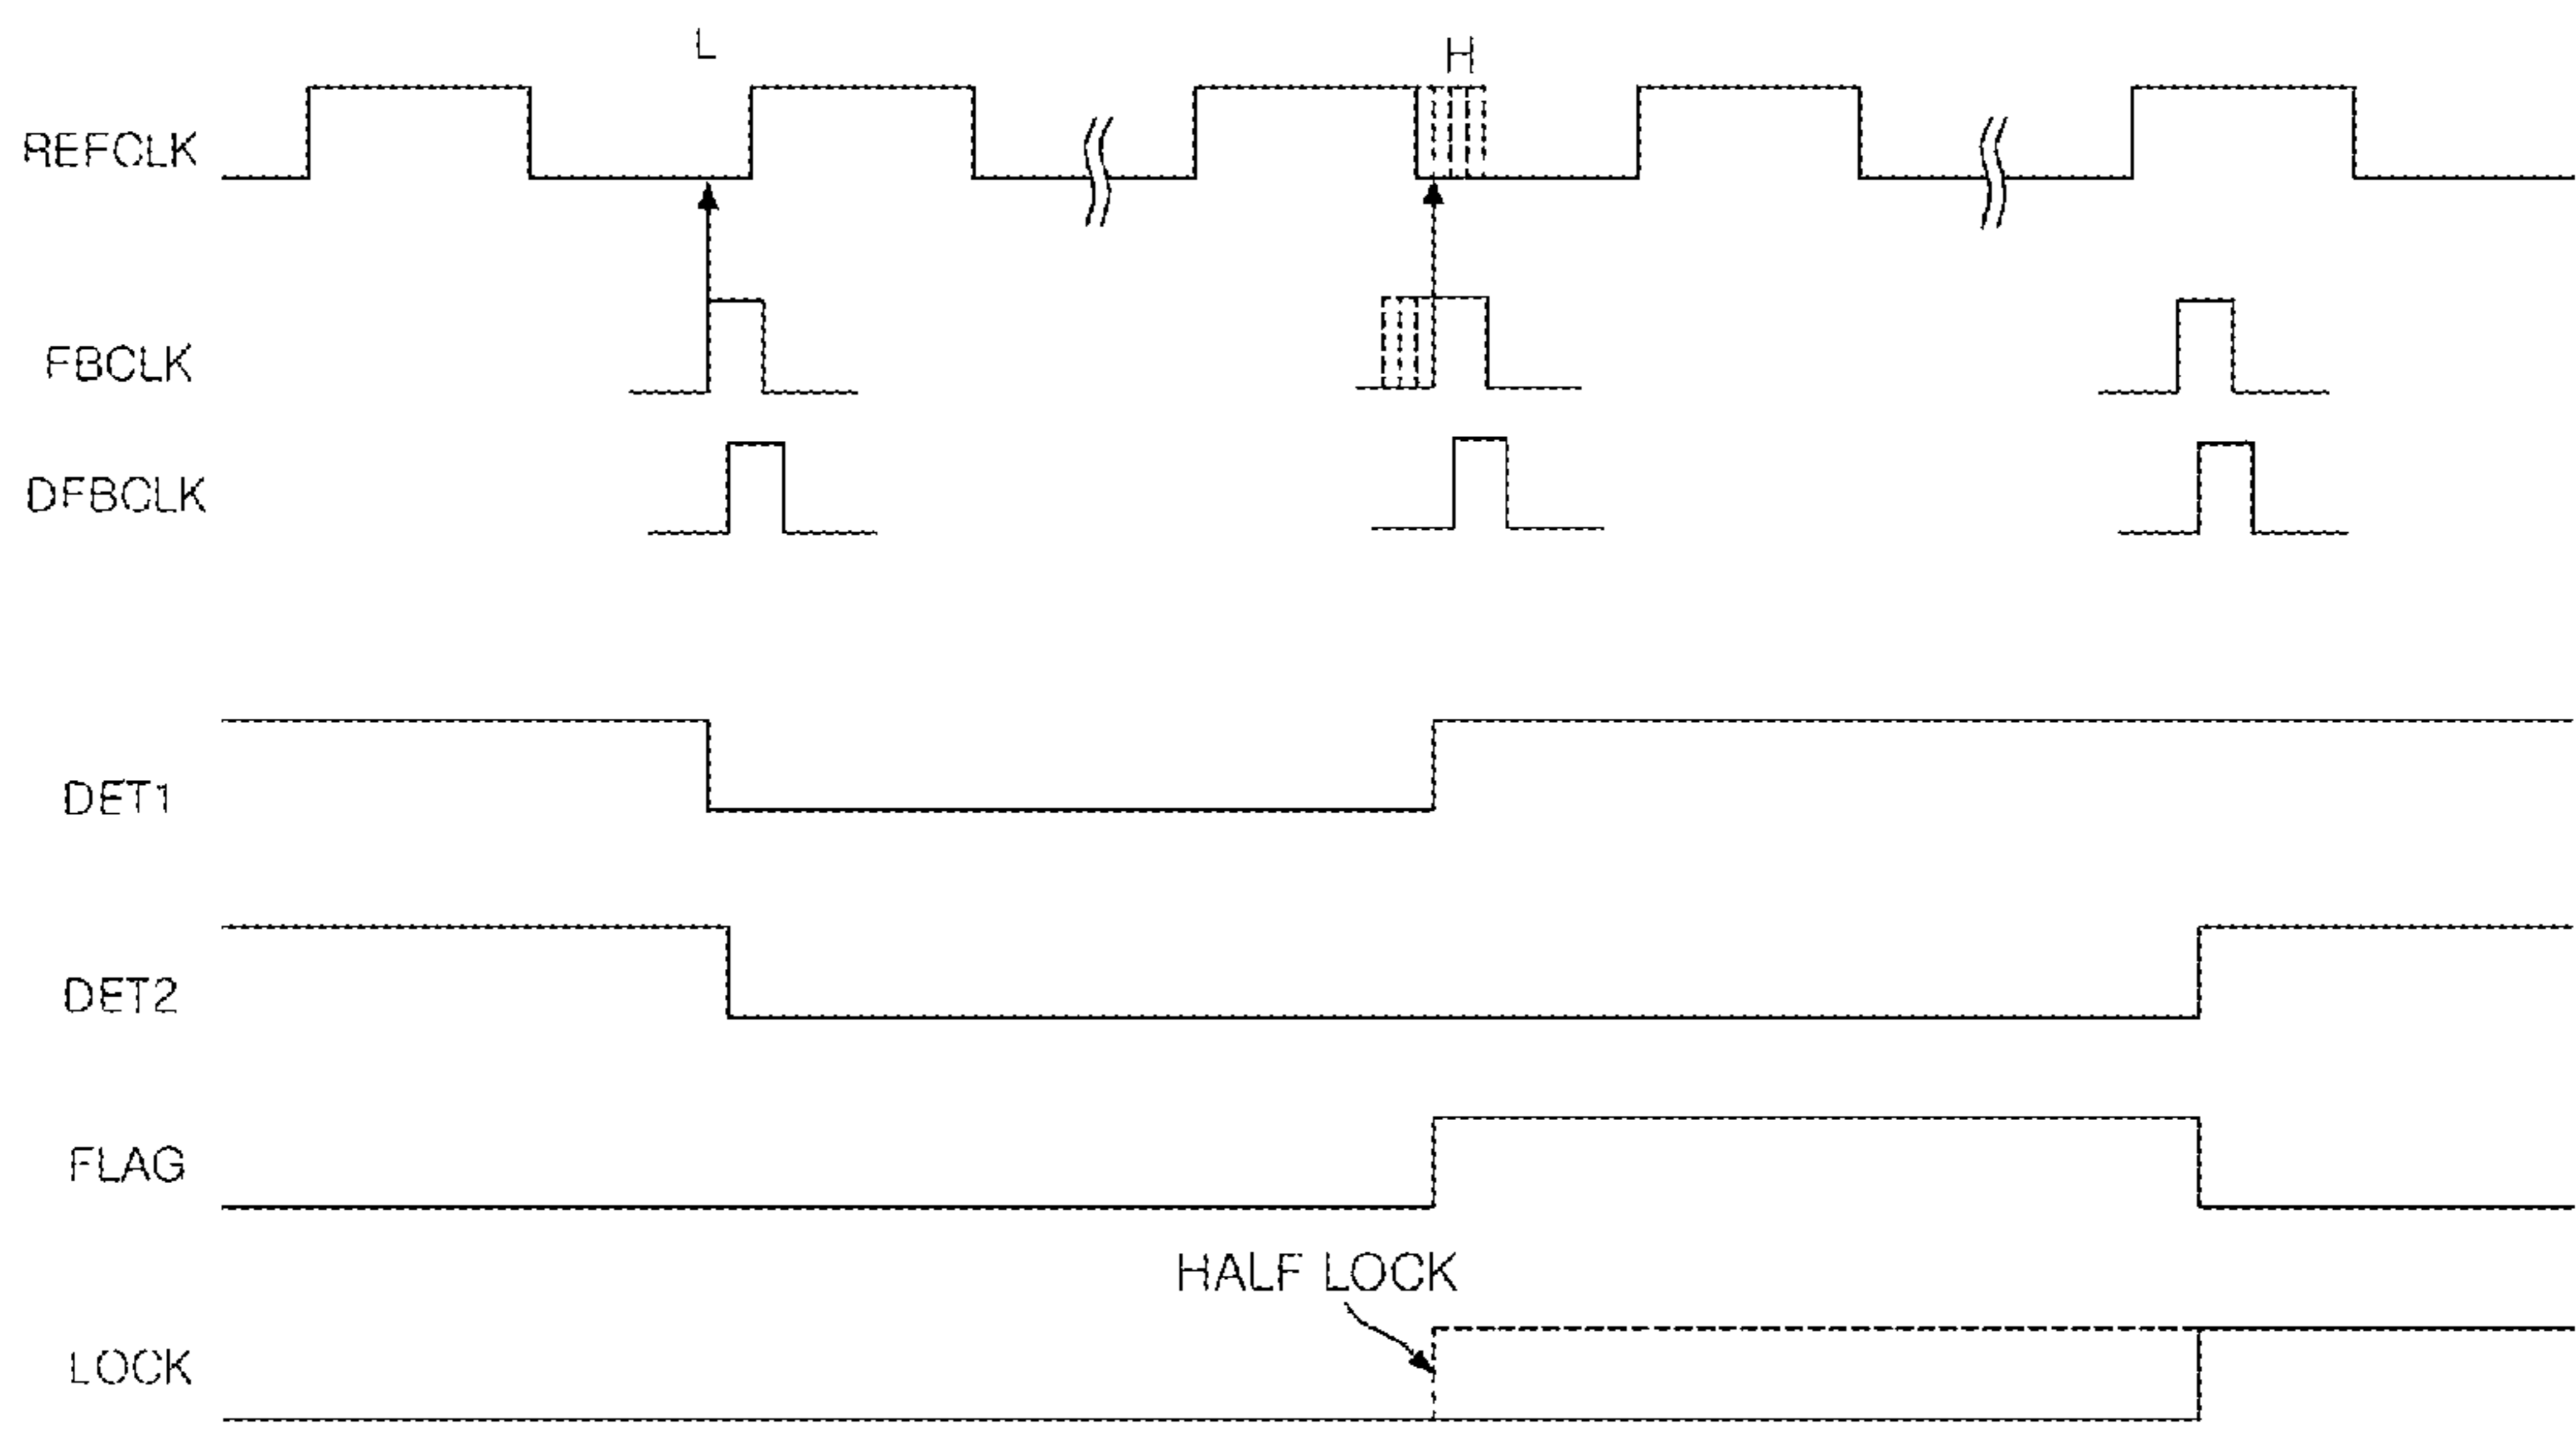 L
H
REFCLK
FBCLK
DFBCLK
DET1
DET2
FLAG
HALF LOCK
LOCK